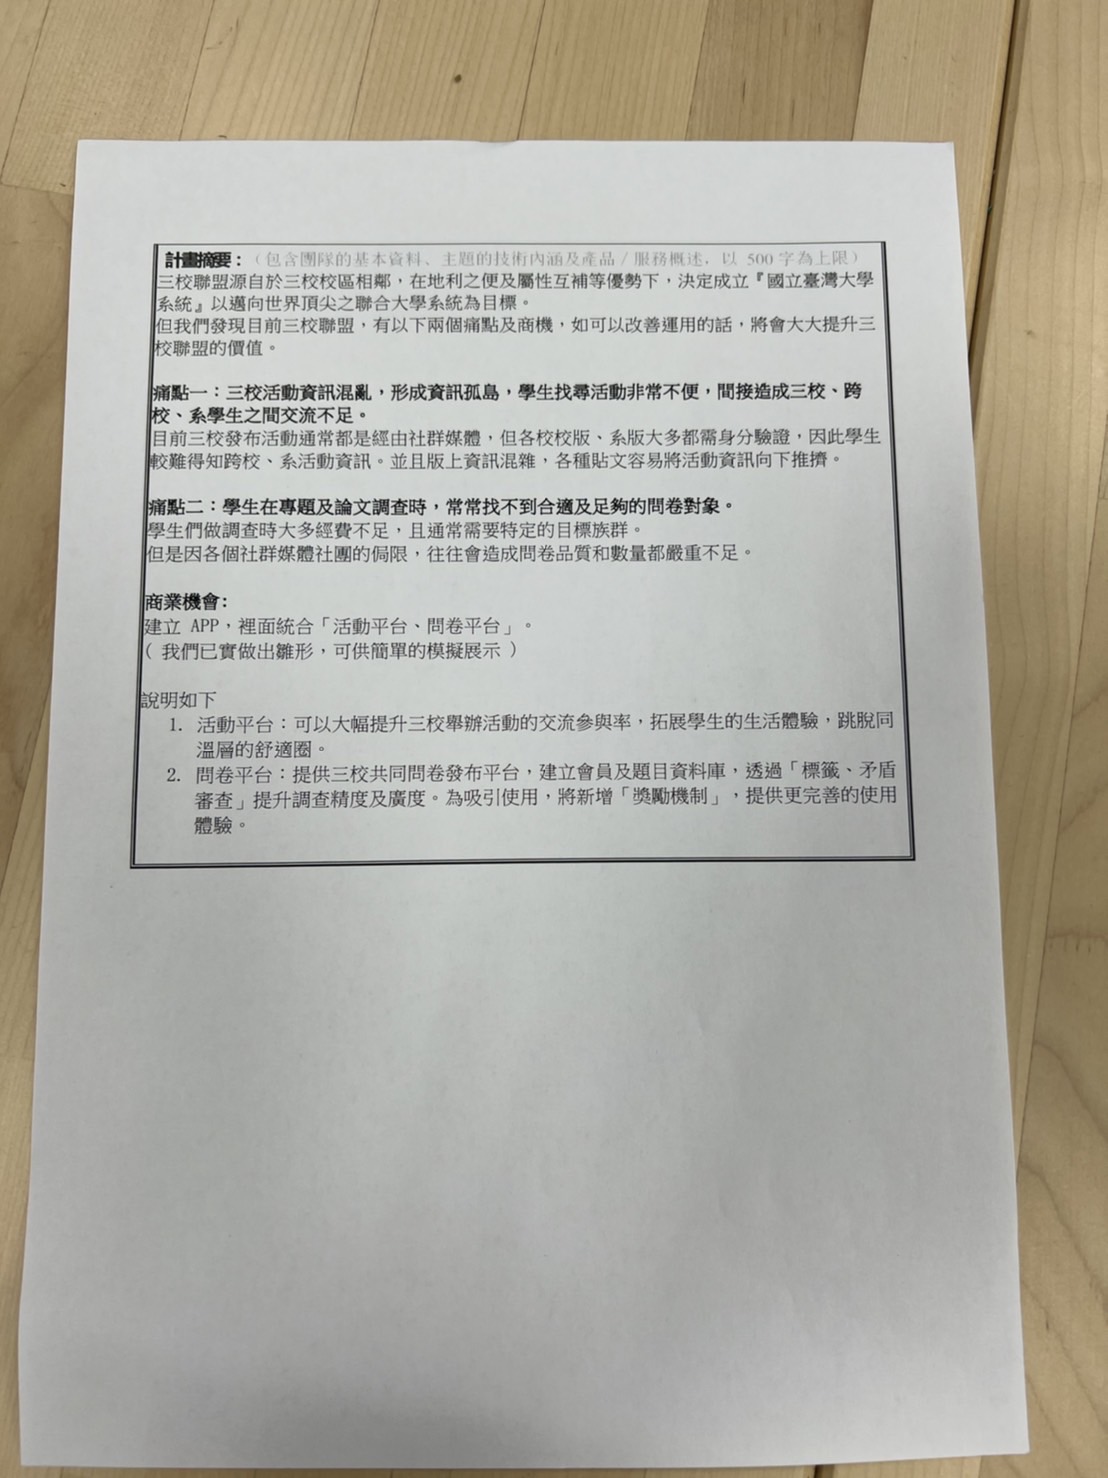 計畫摘要：（包含團隊的基本資料、主題的技術內涵及產品/服務概述，以 500 字為上限）
三校聯盟源自於三校校區相鄰，在地利之便及屬性互補等優勢下，決定成立『國立臺灣大學
系統』以邁向世界頂尖之聯合大學系統為目標。
但我們發現目前三校聯盟，有以下兩個痛點及商機，如可以改善運用的話，將會大大提升三
校聯盟的價值。
痛點一：三校活動資訊混亂，形成資訊孤島，學生找尋活動非常不便，間接造成三校、跨
校、系學生之間交流不足。
目前三校發布活動通常都是經由社群媒體，但各校校版、系版大多都需身分驗證，因此學生
較難得知跨校、系活動資訊。並且版上資訊混雜，各種貼文容易將活動資訊向下推擠。
痛點二：學生在專題及論文調查時，常常找不到合適及足夠的問卷對象。
學生們做調查時大多經費不足，且通常需要特定的目標族群。
但是因各個社群媒體社團的侷限，往往會造成問卷品質和數量都嚴重不足。
商業機會:
建立 APP，裡面統合「活動平台、問卷平台」。
( 我們已實做出雛形，可供簡單的模擬展示 )
說明如下
1. 活動平台：可以大幅提升三校舉辦活動的交流參與率，拓展學生的生活體驗，跳脫同
溫層的舒適圈。
2. 問卷平台：提供三校共同問卷發布平台，建立會員及題目資料庫，透過「標籤、矛盾
審查」提升調查精度及廣度。為吸引使用，將新增「獎勵機制」，提供更完善的使用
體驗。